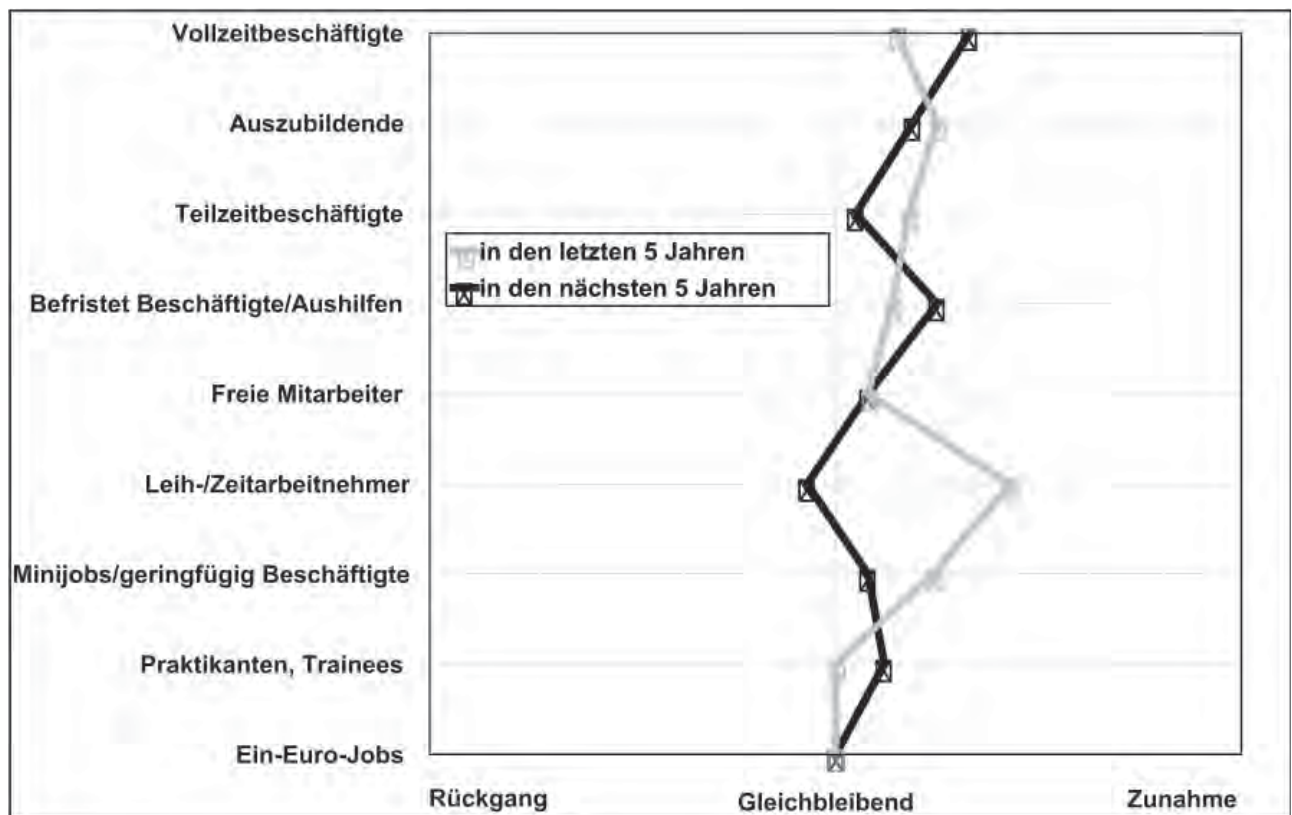 Vollzeitbeschäftigte
Auszubildende
Teilzeitbeschäftigte
in den letzten 5 Jahren
in den nächsten 5 Jahren
Befristet Beschäftigte/Aushilfen
Freie Mitarbeiter
Leih-/Zeitarbeitnehmer
Minijobs/geringfügig Beschäftigte
Praktikanten, Trainees
Ein-Euro-Jobs
Rückgang
Gleichbleibend
Zunahme